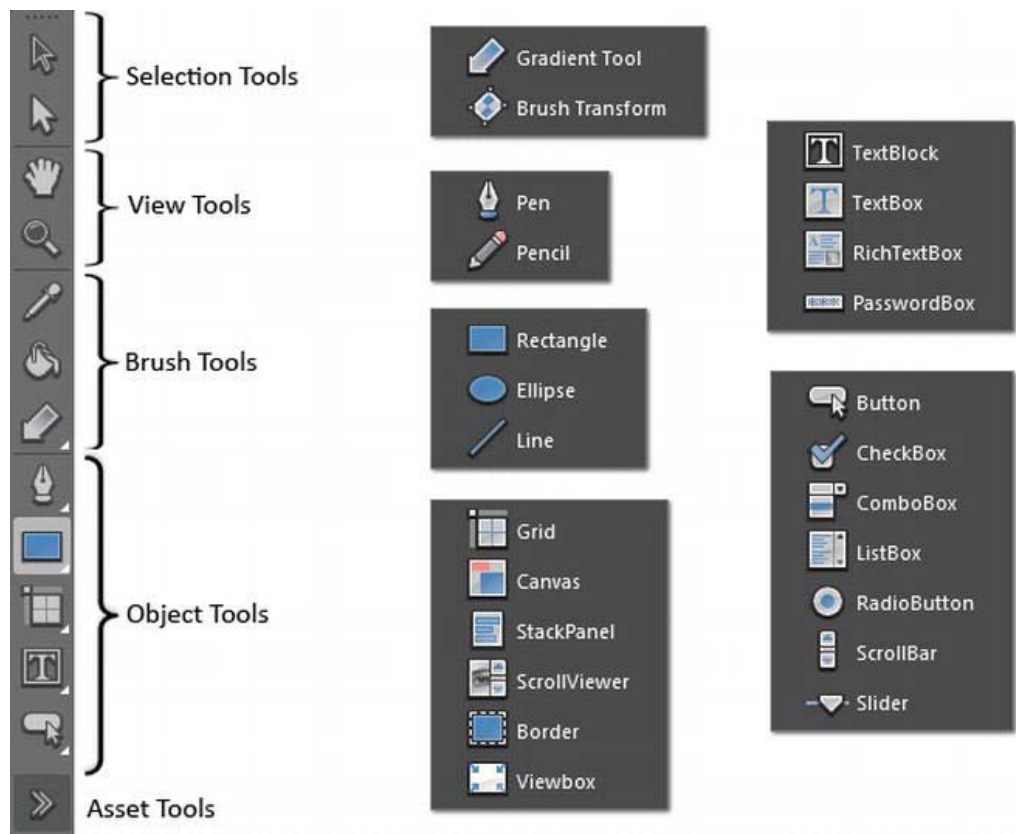 Selection Tools
View Tools
Brush Tools
Object Tools
Asset Tools
Gradient Tool
Brush Transform
Pen
Pencil
Rectangle
Ellipse
Line
Grid
Canvas
StackPanel
ScrollViewer
Border
Viewbox
TextBlock
TextBox
RichTextBox
PasswordBox
Button
CheckBox
ComboBox
ListBox
RadioButton
ScrollBar
Slider